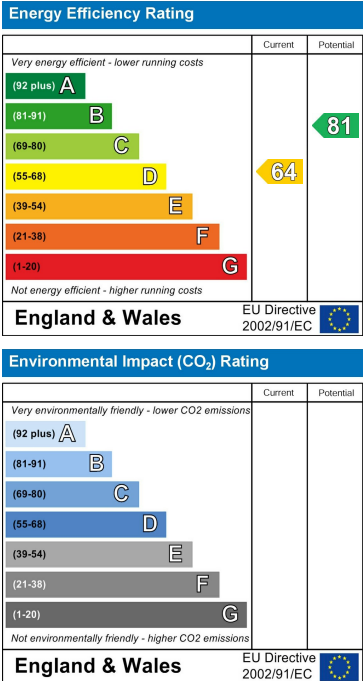 Energy Efficiency Rating
Current Potential
Very energy efficient - lower running costs
(92 plus) A
(81-91) B
81
(69-80) C
(55-68) D
64
(39-54) E
(21-38) F
(1-20) G
Not energy efficient - higher running costs
England & Wales
EU Directive
2002/91/EC
Environmental Impact (CO₂) Rating
Current Potential
Very environmentally friendly - lower CO2 emissions
(92 plus) A
(81-91) B
(69-80) C
(55-68) D
(39-54) E
(21-38) F
(1-20) G
Not environmentally friendly - higher CO2 emissions
England & Wales
EU Directive
2002/91/EC